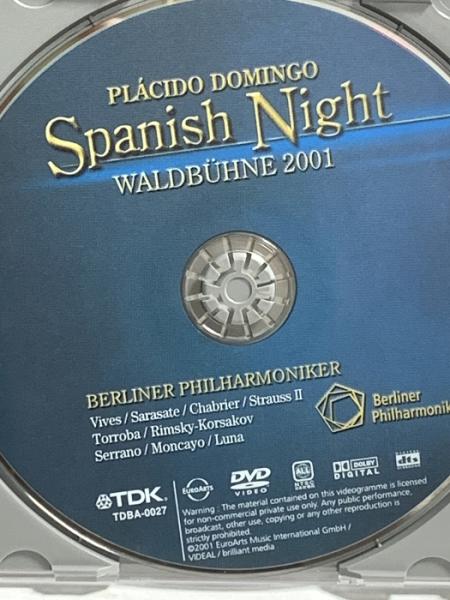 PLÁCIDO DOMINGO
Spanish Night
WALDBÜHNE 2001
BERLINER PHILHARMONIKER
Vives / Sarasate / Chabrier / Strauss II
Torroba / Rimsky-Korsakov
Serrano / Moncayo / Luna
Berliner
Philharmonik
TDK
TDBA-0027
EUROARTS
DVD
VIDEO
ALL
NTSC
DOLBY
DIGITAL
DIGITAL
dts
Warning : The material contained on this videogramme is licensed
for non-commercial private use only. Any public performance,
broadcast, other use, copying or any other reproduction is
strictly prohibited.
©2001 EuroArts Music International GmbH /
VIDEAL / brilliant media